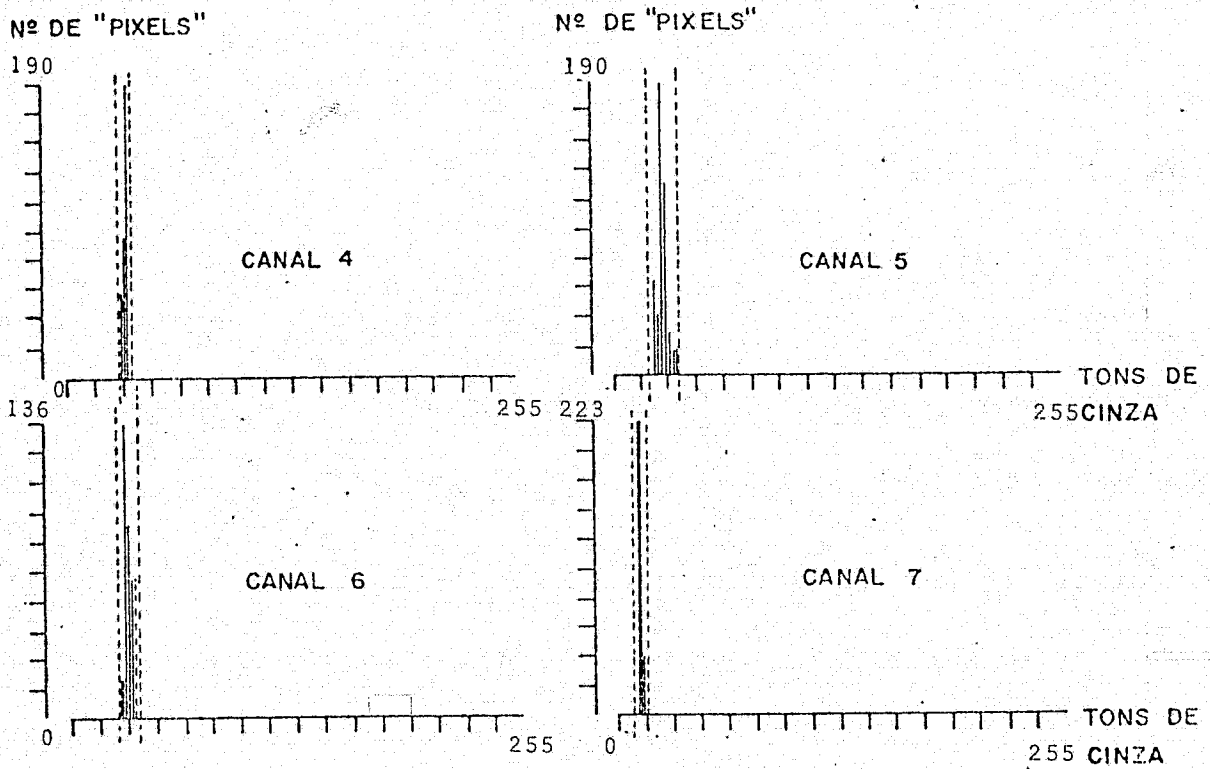 Nº DE "PIXELS"
190
CANAL 4
0
255
Nº DE "PIXELS"
190
CANAL 5
TONS DE
255 CINZA
136
CANAL 6
0
255
223
CANAL 7
0
TONS DE
255 CINZA